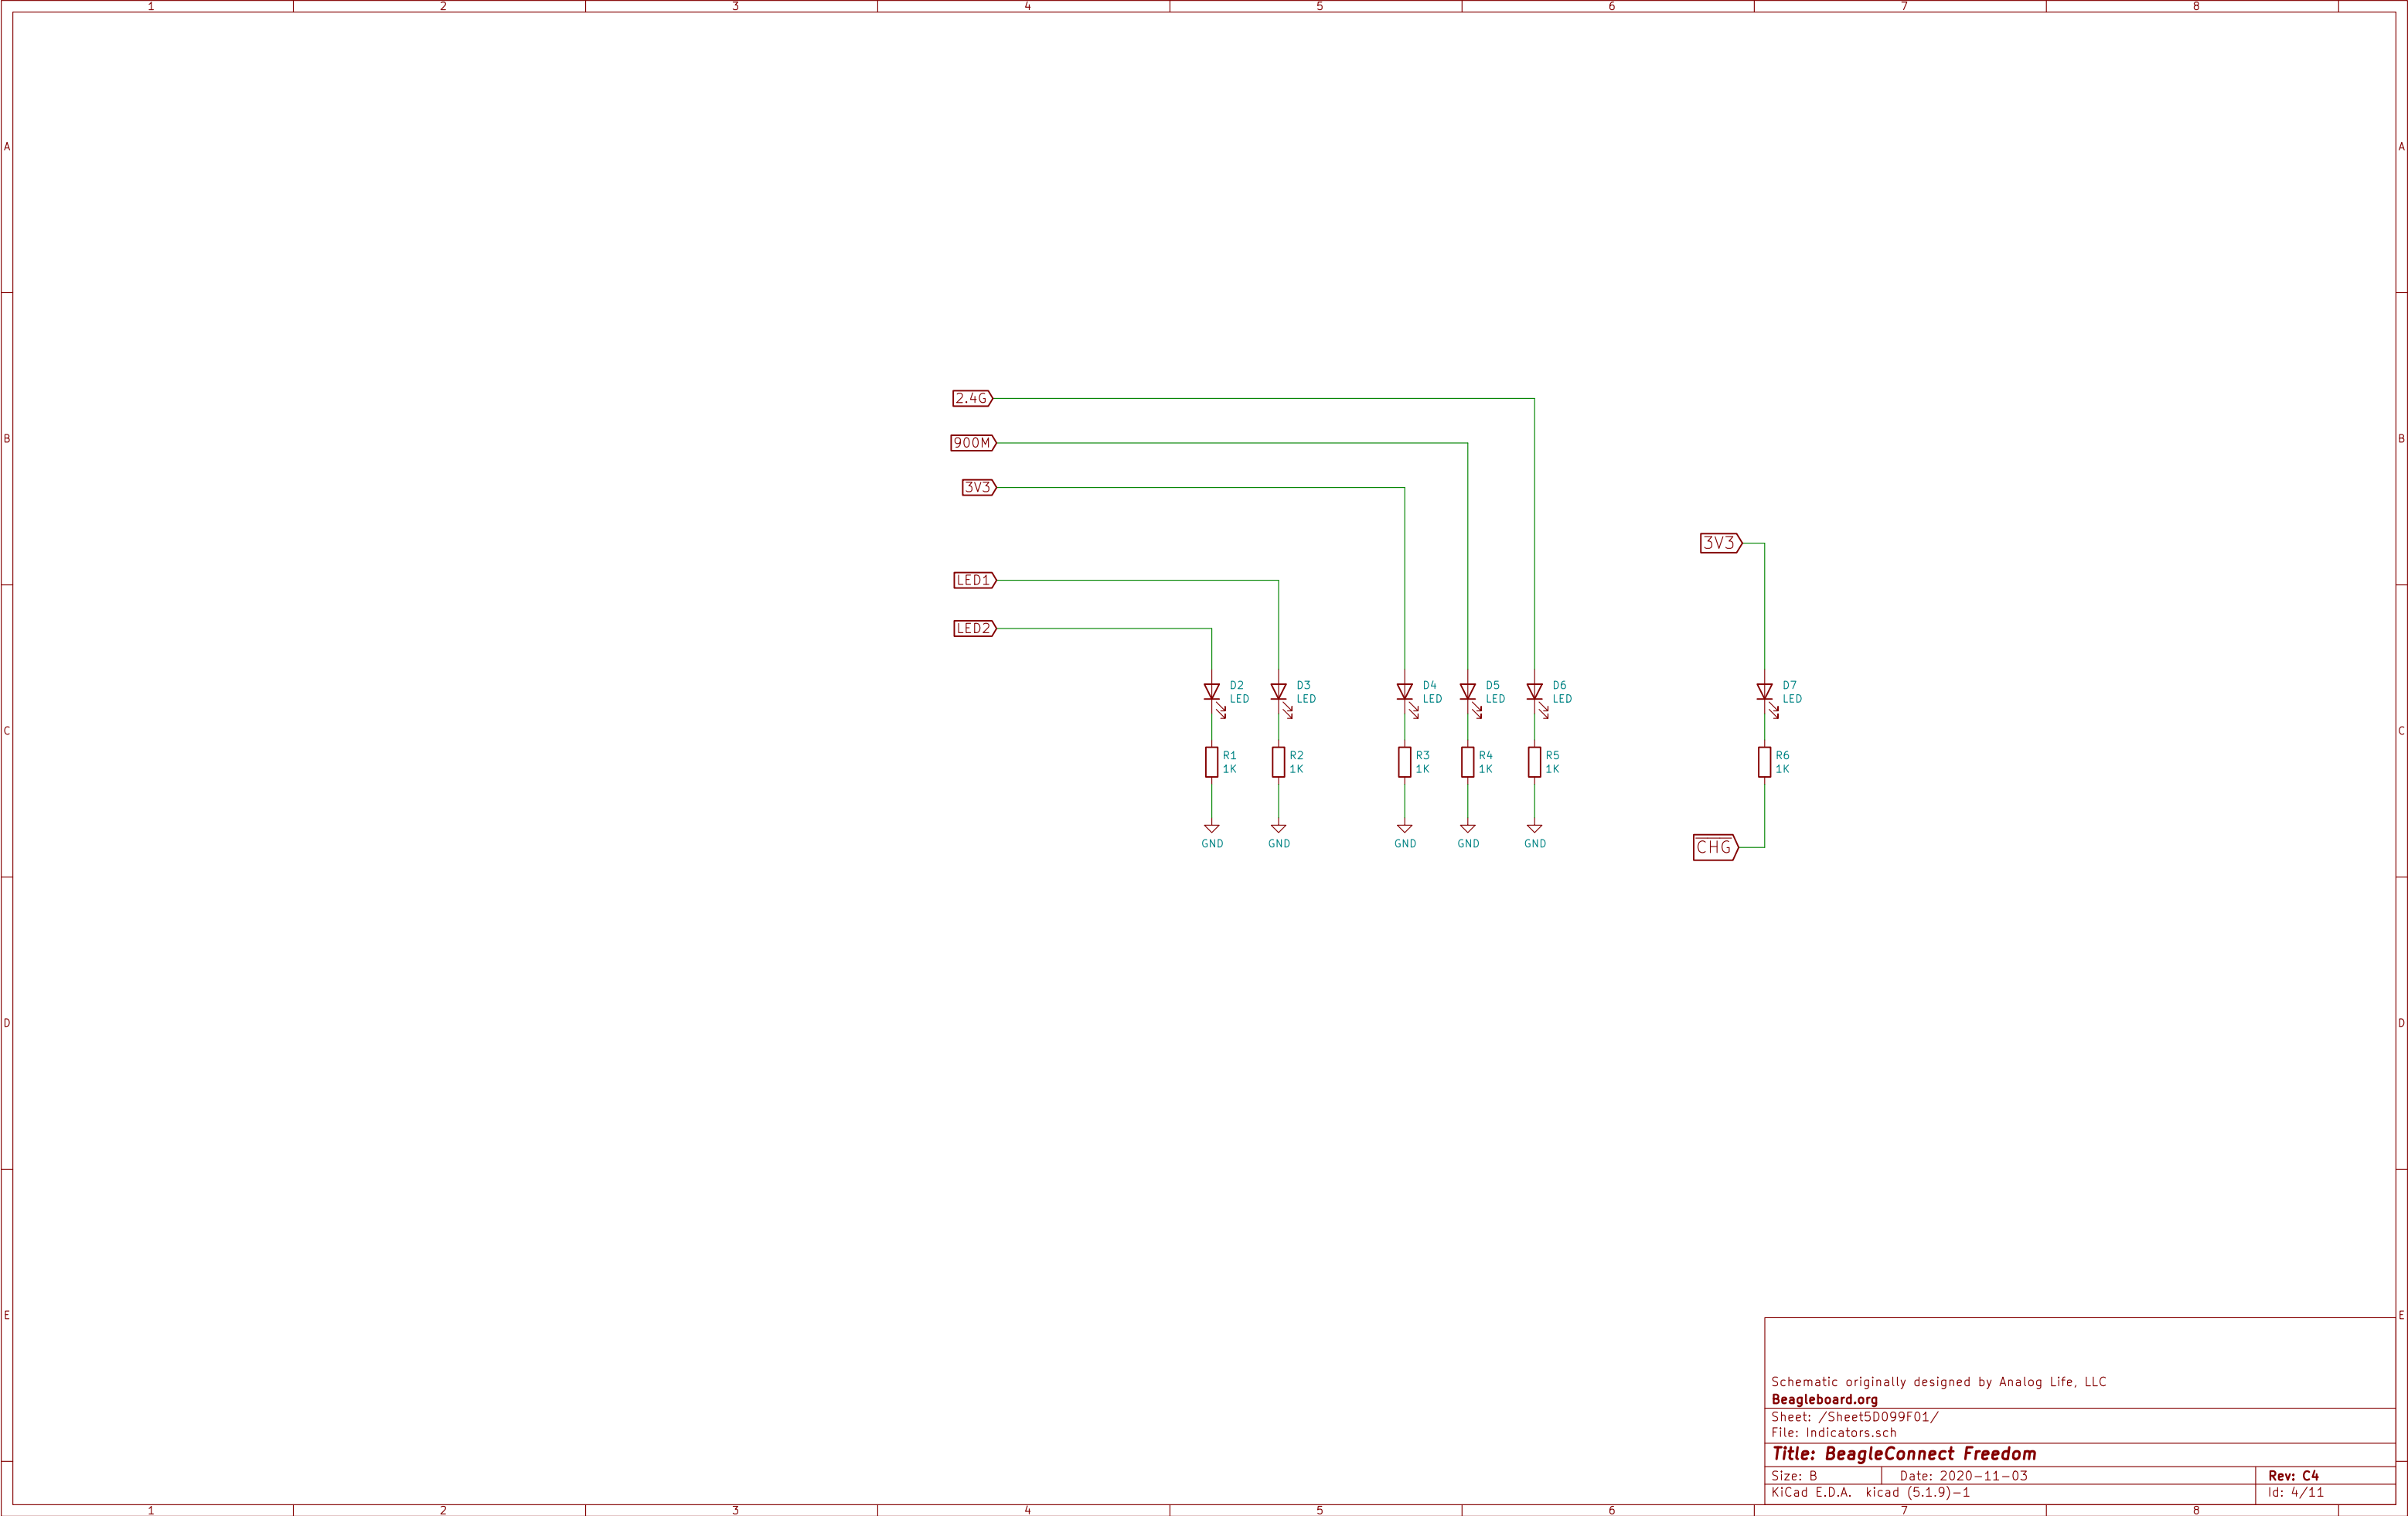 1 2 3 4 5 6 7 8
A A
2.4G
B B
900M
3V3
3V3
LED1
LED2
D2 D3 D4 D5 D6 D7
LED LED LED LED LED LED
C C
R1 R2 R3 R4 R5 R6
1K 1K 1K 1K 1K 1K
GND GND GND GND GND
CHG
D D
E E
Schematic originally designed by Analog Life, LLC
Beagleboard.org
Sheet: /Sheet5D099F01/
File: Indicators.sch
Title: BeagleConnect Freedom
Size: B Date: 2020-11-03 Rev: C4
KiCad E.D.A. kicad (5.1.9)-1 Id: 4/11
1 2 3 4 5 6 7 8